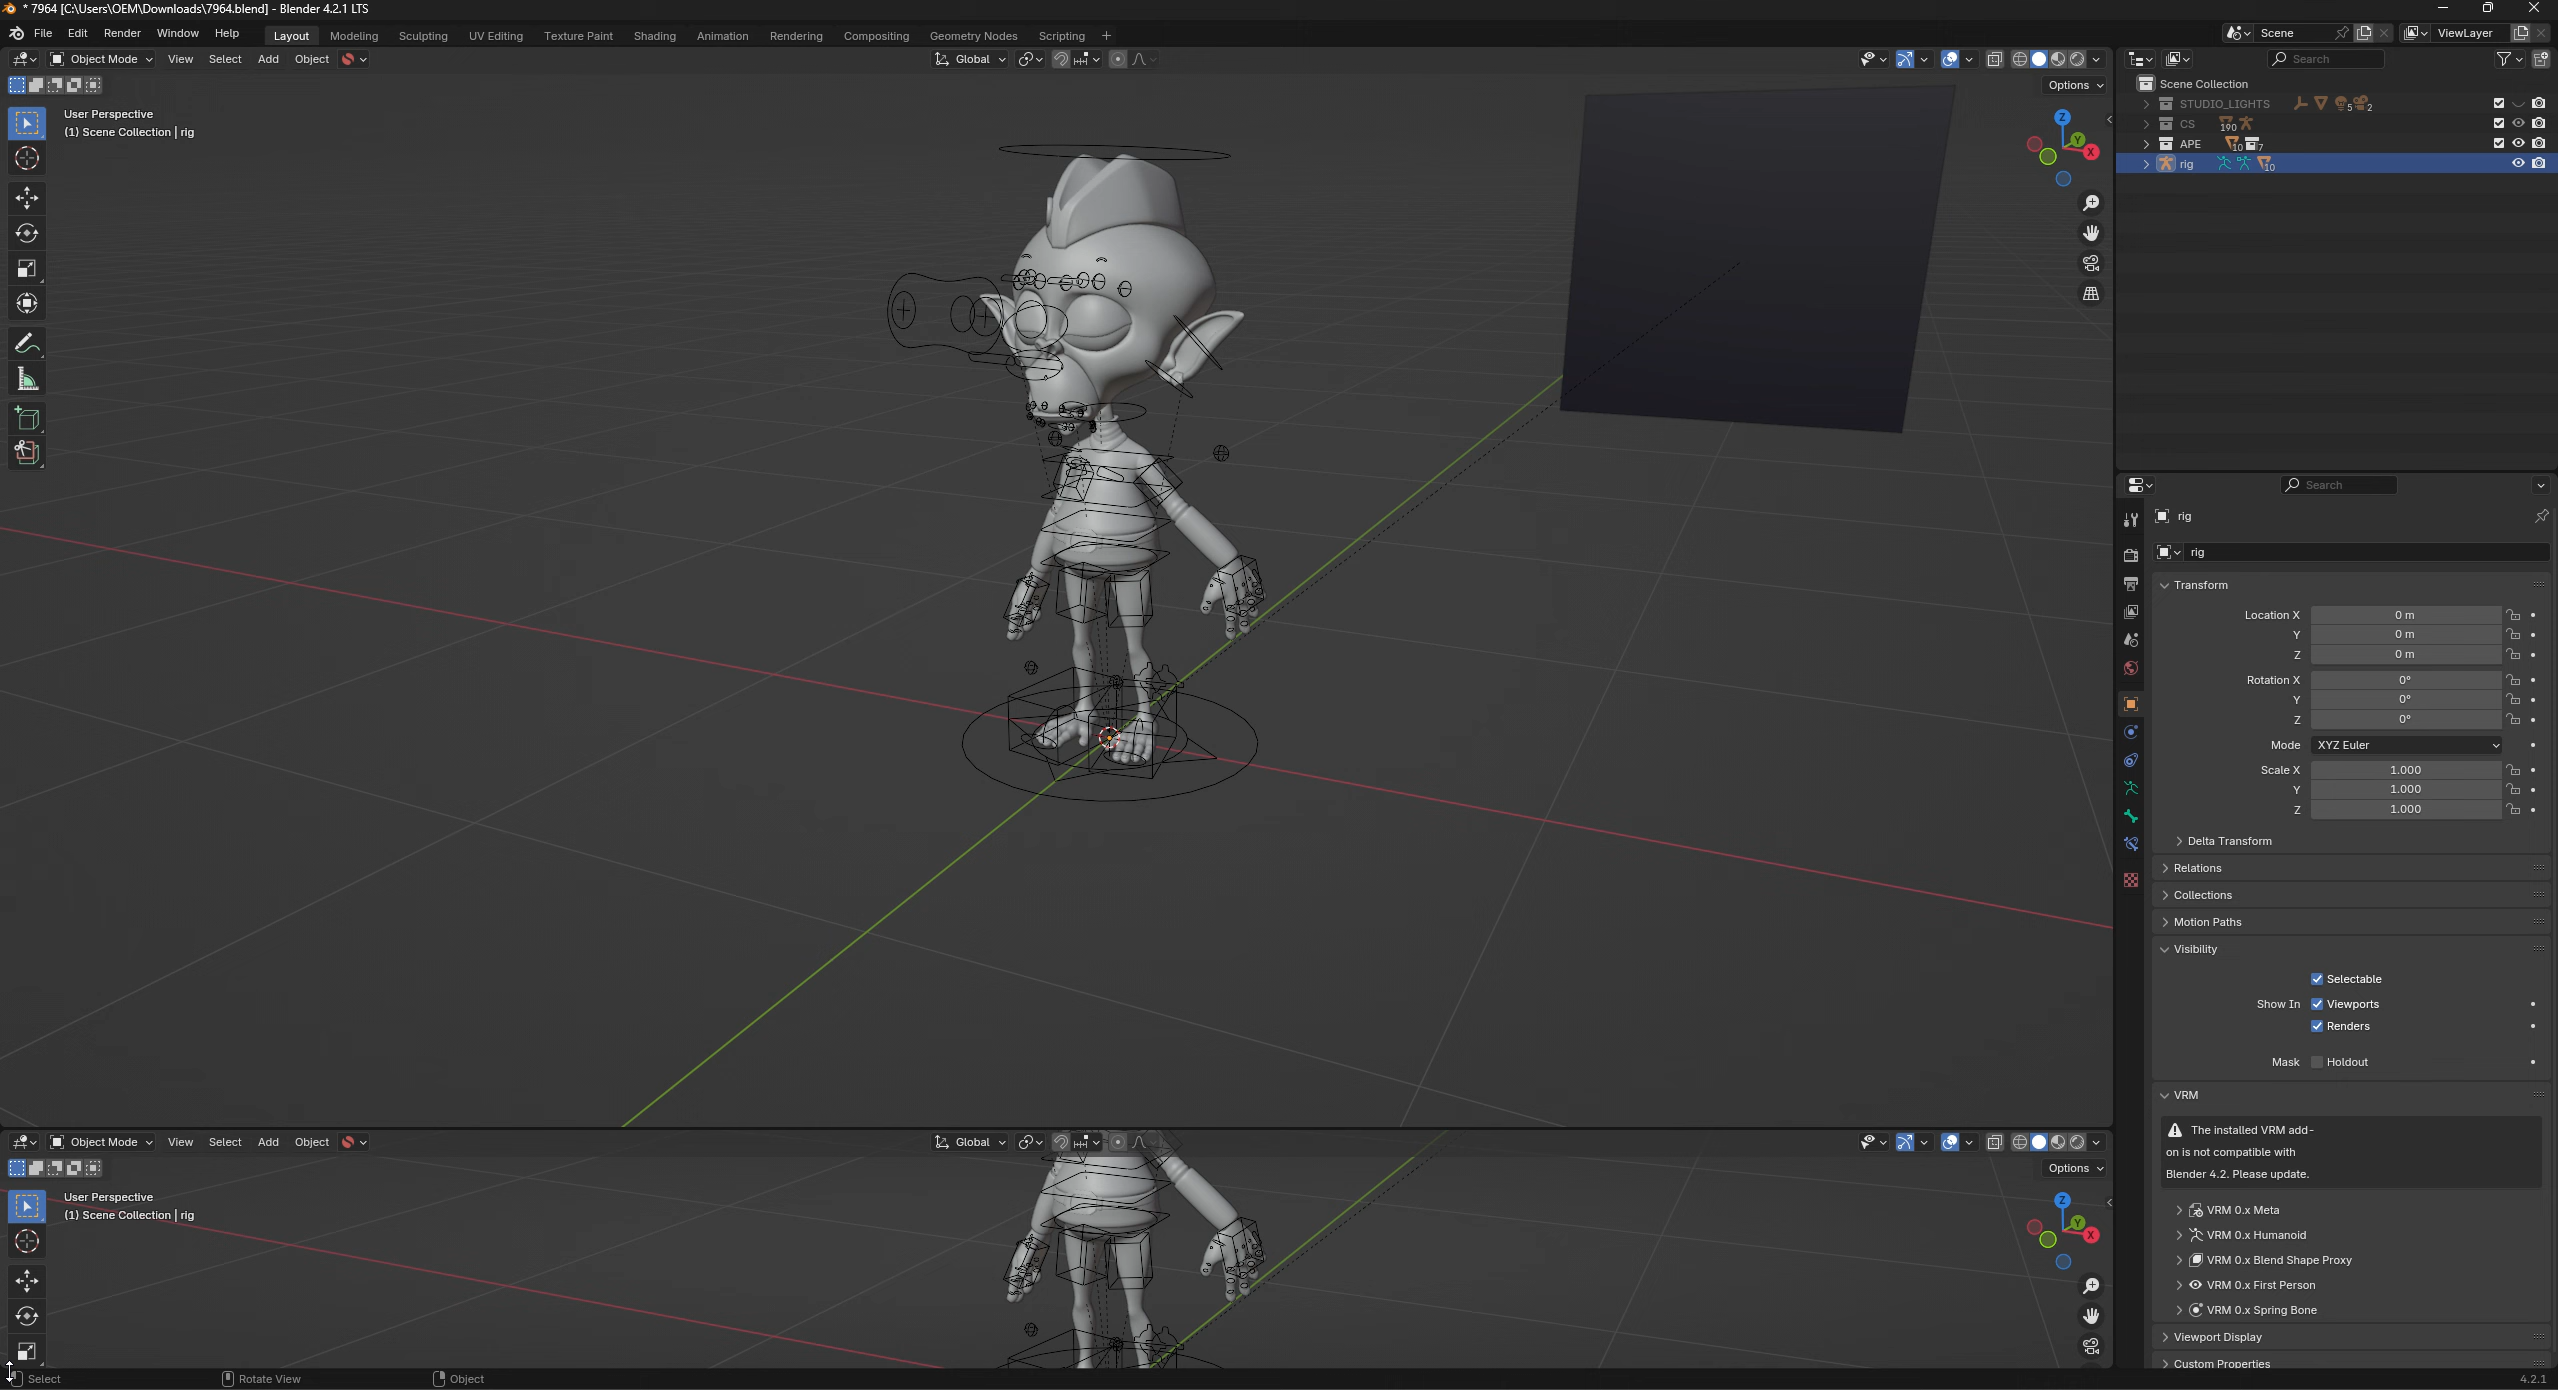 * 7964 [C:\Users\OEM\Downloads\7964.blend] - Blender 4.2.1 LTS
File Edit Render Window Help Layout Modeling Sculpting UV Editing Texture Paint Shading Animation Rendering Compositing Geometry Nodes Scripting + Scene ViewLayer
Object Mode View Select Add Object Global Search
Options
User Perspective
(1) Scene Collection | rig
Z
Y
X
Scene Collection
STUDIO_LIGHTS 5 2
CS 190
APE 10 7
rig 10
Search
rig
rig
Transform
Location X 0 m
Y 0 m
Z 0 m
Rotation X 0°
Y 0°
Z 0°
Mode XYZ Euler
Scale X 1.000
Y 1.000
Z 1.000
Delta Transform
Relations
Collections
Motion Paths
Visibility
Selectable
Show In Viewports
Renders
Mask Holdout
VRM
The installed VRM add-
on is not compatible with
Blender 4.2. Please update.
VRM 0.x Meta
VRM 0.x Humanoid
VRM 0.x Blend Shape Proxy
VRM 0.x First Person
VRM 0.x Spring Bone
Viewport Display
Custom Properties
Object Mode View Select Add Object Global
Options
User Perspective
(1) Scene Collection | rig
Z
Y
X
Select Rotate View Object 4.2.1